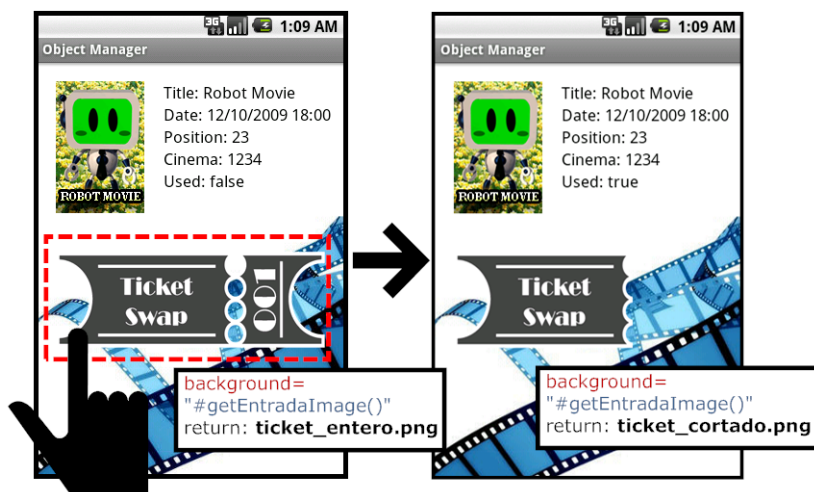 3G 1:09 AM
Object Manager
Title: Robot Movie
Date: 12/10/2009 18:00
Position: 23
Cinema: 1234
Used: false
ROBOT MOVIE
Ticket
Swap
001
background=
"#getEntradaImage()"
return: ticket_entero.png
3G 1:09 AM
Object Manager
Title: Robot Movie
Date: 12/10/2009 18:00
Position: 23
Cinema: 1234
Used: true
ROBOT MOVIE
Ticket
Swap
background=
"#getEntradaImage()"
return: ticket_cortado.png